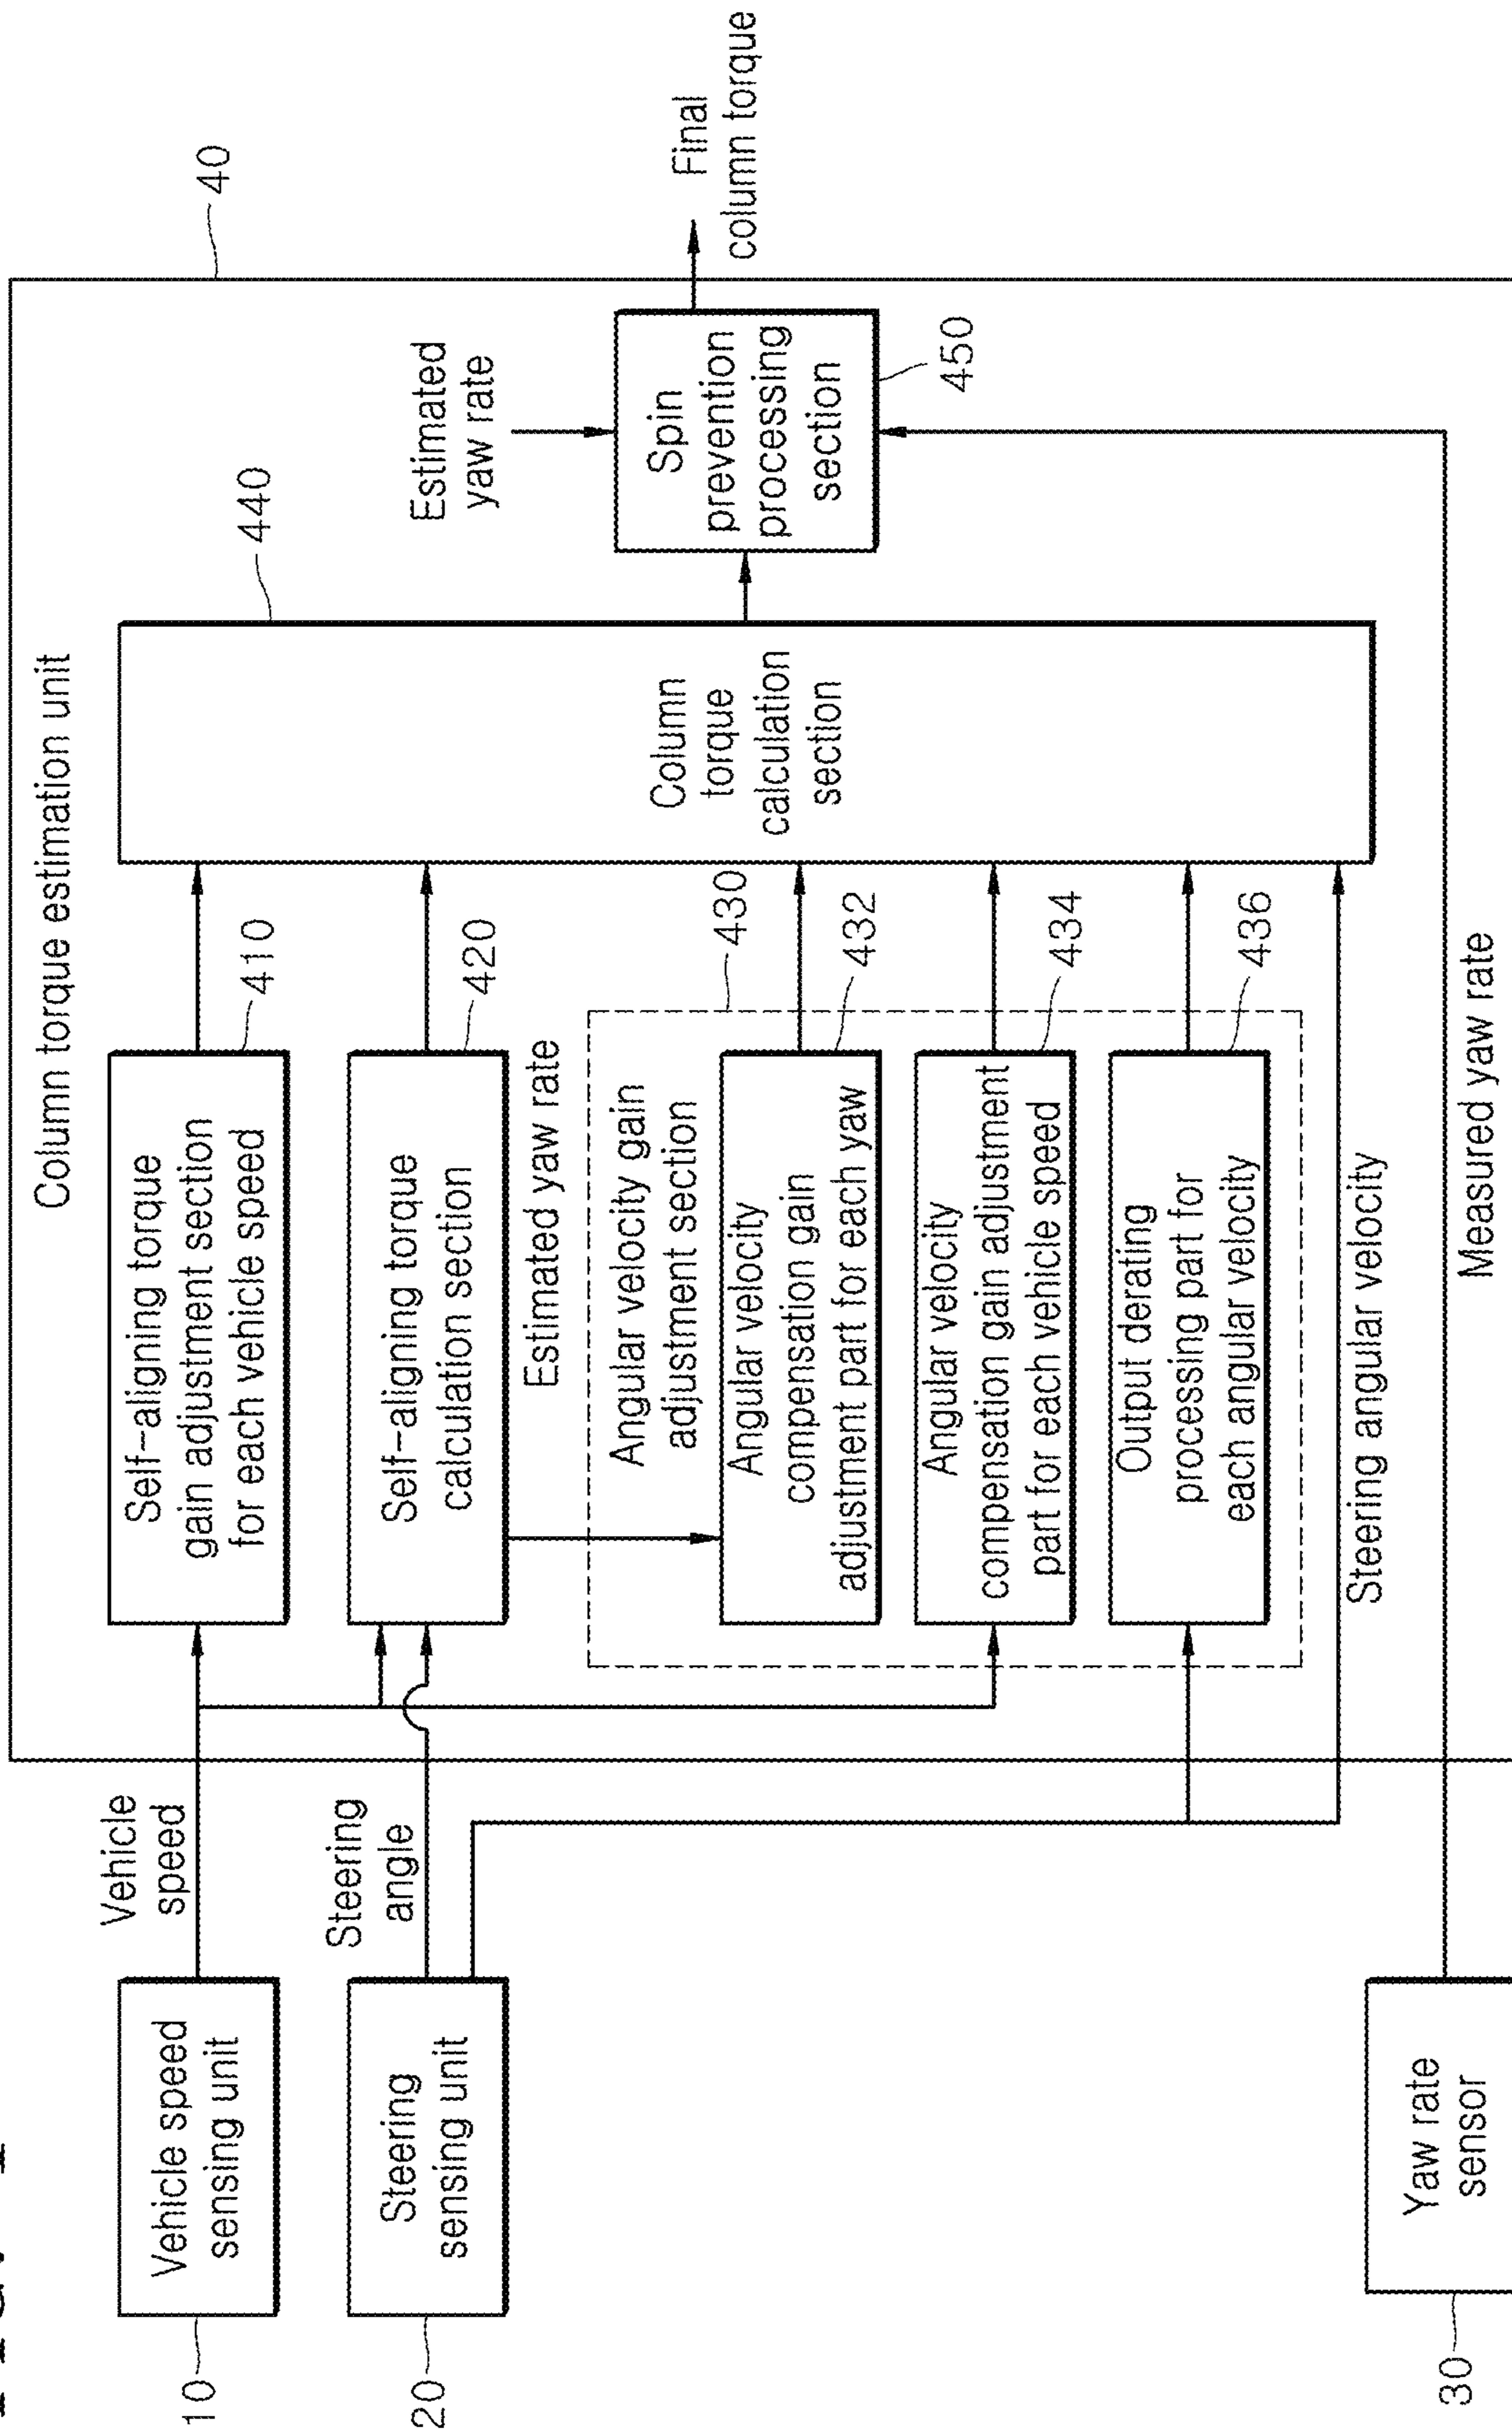 Column torque estimation unit
40
Vehicle speed
sensing unit
10
Vehicle
speed
Steering
sensing unit
20
Steering
angle
Yaw rate
sensor
30
Self-aligning torque
gain adjustment section
for each vehicle speed
410
Self-aligning torque
calculation section
420
Estimated yaw rate
Angular velocity gain
adjustment section
430
Angular velocity
compensation gain
adjustment part for each yaw
432
Angular velocity
compensation gain adjustment
part for each vehicle speed
434
Output derating
processing part for
each angular velocity
436
Steering angular velocity
Measured yaw rate
Column
torque
calculation
section
440
Estimated
yaw rate
Spin
prevention
processing
section
450
Final
column torque